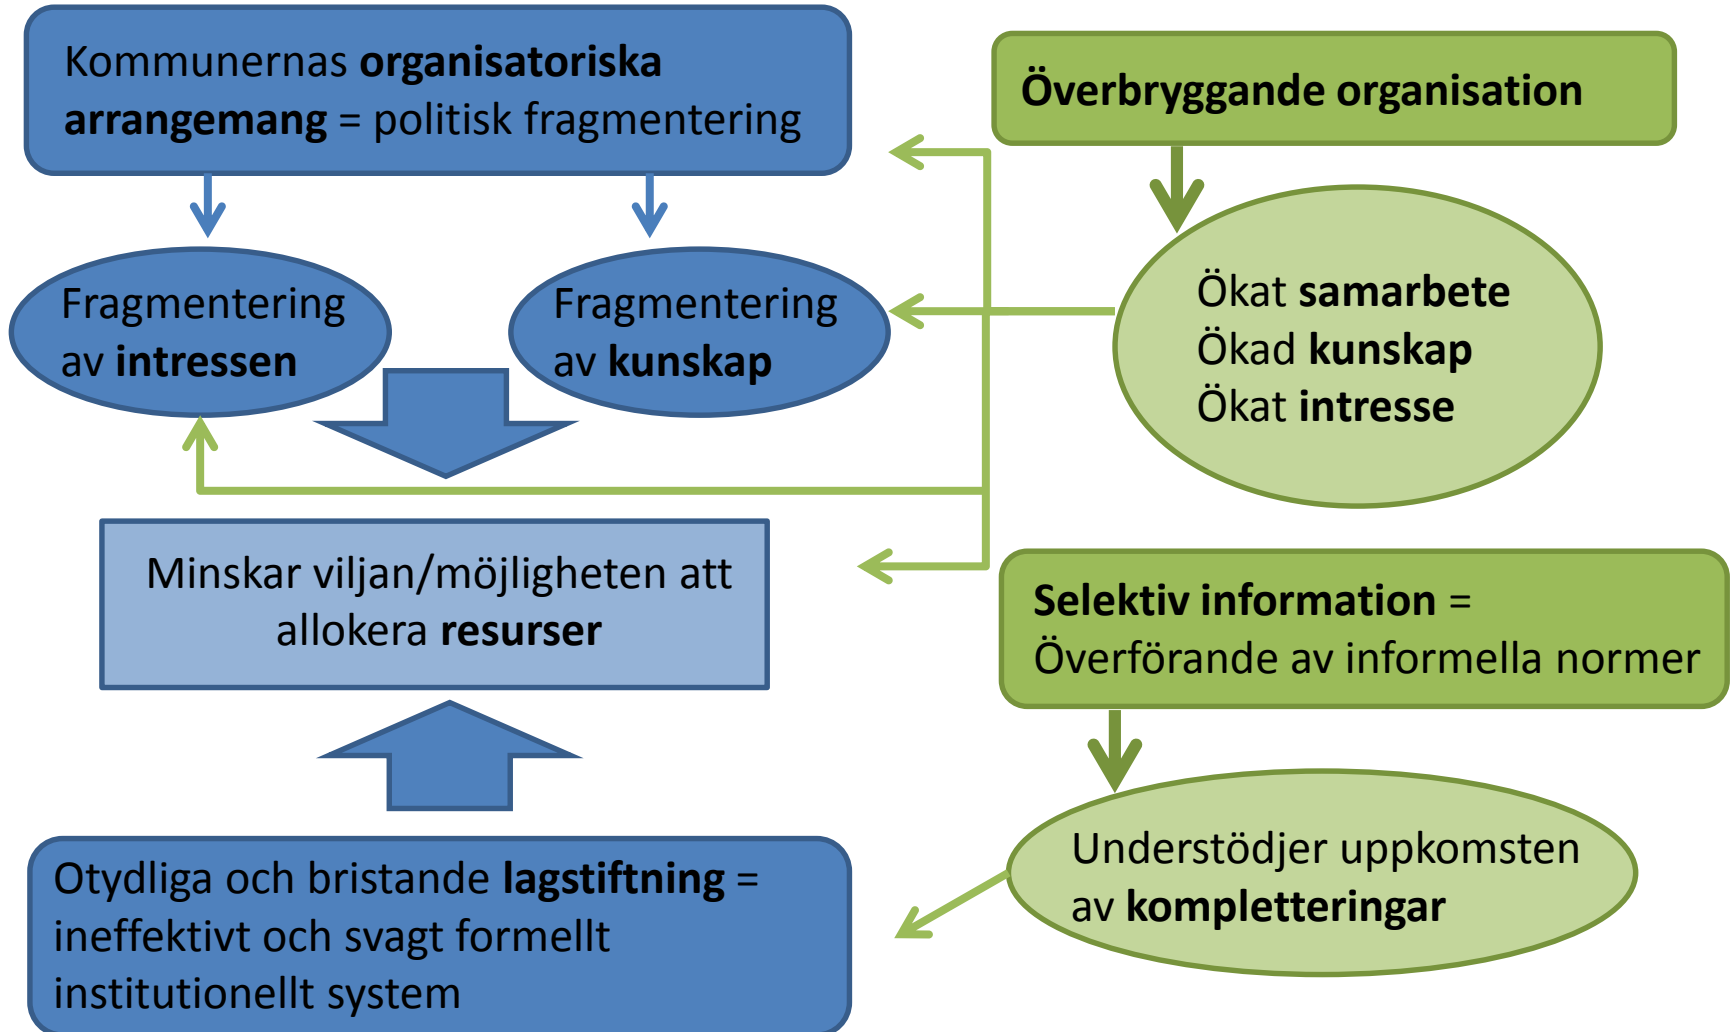 Kommunernas organisatoriska
arrangemang = politisk fragmentering
Överbryggande organisation
Fragmentering
av intressen
Fragmentering
av kunskap
Ökat samarbete
Ökad kunskap
Ökat intresse
Minskar viljan/möjligheten att
allokera resurser
Selektiv information =
Överförande av informella normer
Otydliga och bristande lagstiftning =
ineffektivt och svagt formellt
institutionellt system
Understödjer uppkomsten
av kompletteringar